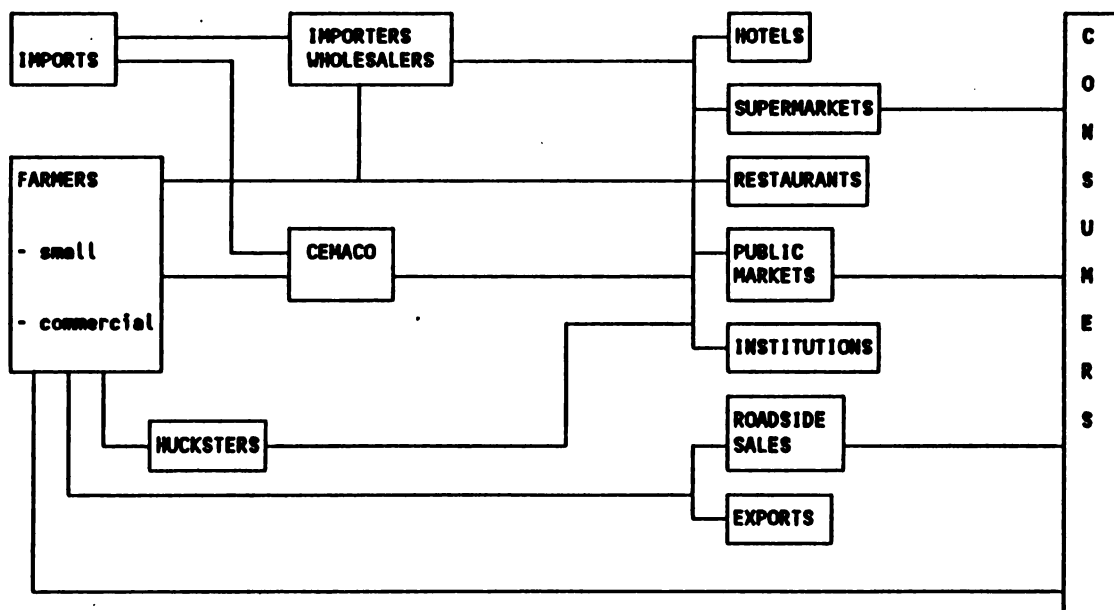 IMPORTS
IMPORTERS
WHOLESALERS
HOTELS
SUPERMARKETS
FARMERS
- small
- commercial
RESTAURANTS
CEMACO
PUBLIC
MARKETS
INSTITUTIONS
HUCKSTERS
ROADSIDE
SALES
EXPORTS
C
O
N
S
U
M
E
R
S